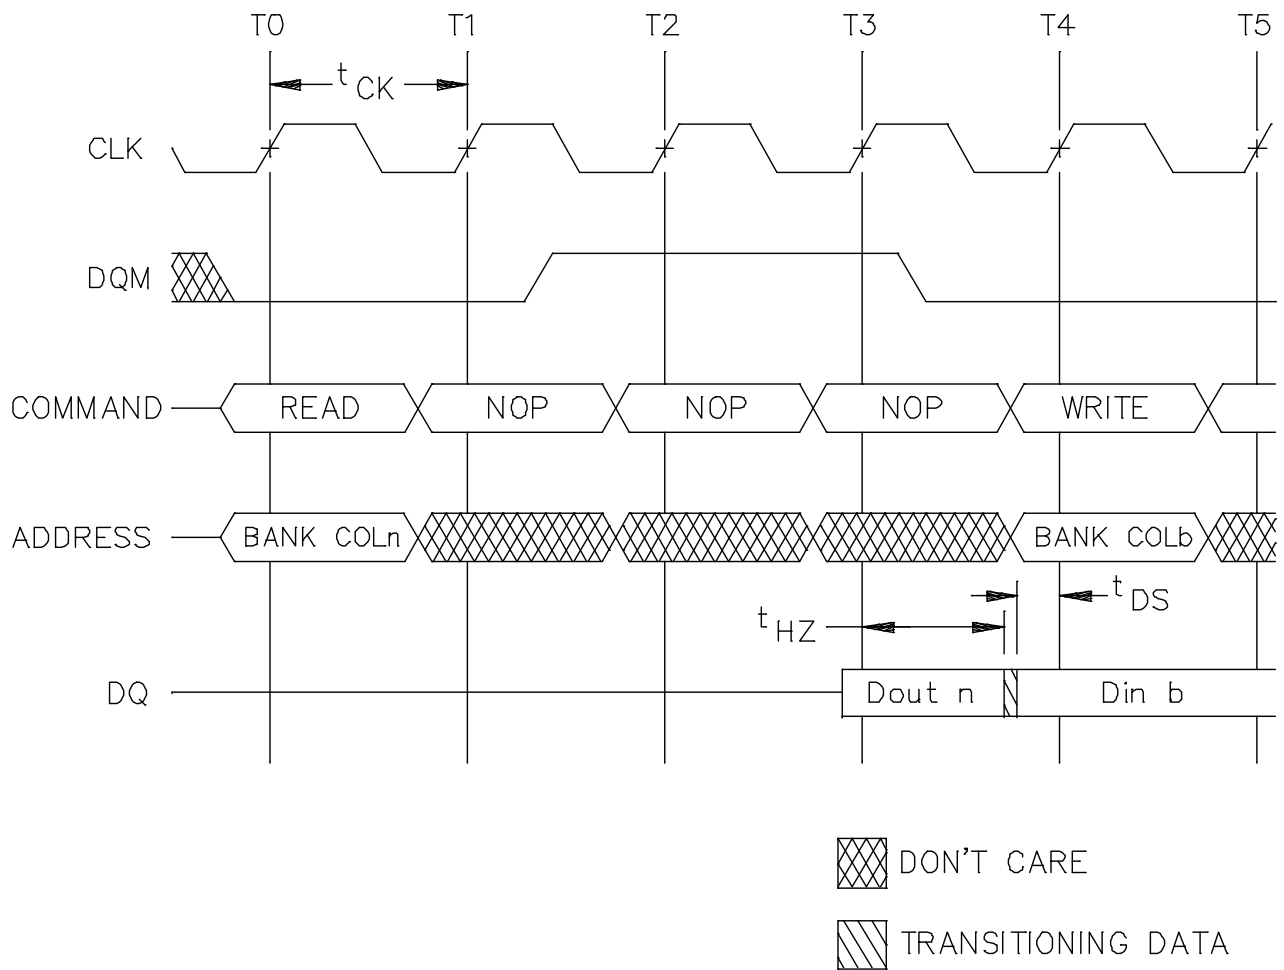 T0 T1 T2 T3 T4 T5
tCK
CLK
DQM
COMMAND READ NOP NOP NOP WRITE
ADDRESS BANK COLn BANK COLb
tDS
tHZ
DQ Dout n Din b
DON'T CARE
TRANSITIONING DATA